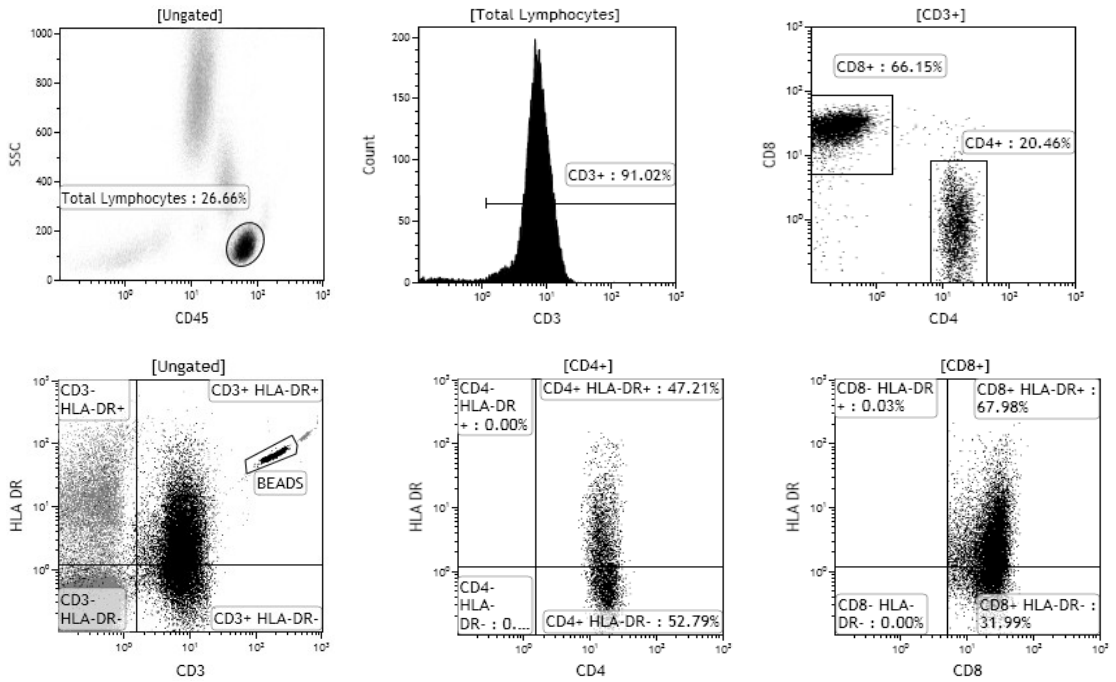 [Ungated]
1000
800
600
400
200
0
SSC
Total Lymphocytes : 26.66%
10⁰
10¹
10²
10³
CD45
[Total Lymphocytes]
200
150
100
50
0
Count
CD3+ : 91.02%
10⁰
10¹
10²
10³
CD3
[CD3+]
10³
10²
10¹
10⁰
CD8
CD8+ : 66.15%
CD4+ : 20.46%
10⁰
10¹
10²
10³
CD4
[Ungated]
10³
10²
10¹
10⁰
HLA DR
CD3-
HLA-DR+
CD3+ HLA-DR+
BEADS
CD3-
HLA-DR-
CD3+ HLA-DR-
10⁰
10¹
10²
10³
CD3
[CD4+]
10³
10²
10¹
10⁰
HLA DR
CD4-
HLA-DR
+ : 0.00%
CD4+ HLA-DR+ : 47.21%
CD4-
HLA-
DR- : 0....
CD4+ HLA-DR- : 52.79%
10⁰
10¹
10²
10³
CD4
[CD8+]
10³
10²
10¹
10⁰
HLA DR
CD8- HLA-DR
+ : 0.03%
CD8+ HLA-DR+ :
67.98%
CD8- HLA-
DR- : 0.00%
CD8+ HLA-DR- :
31.99%
10⁰
10¹
10²
10³
CD8